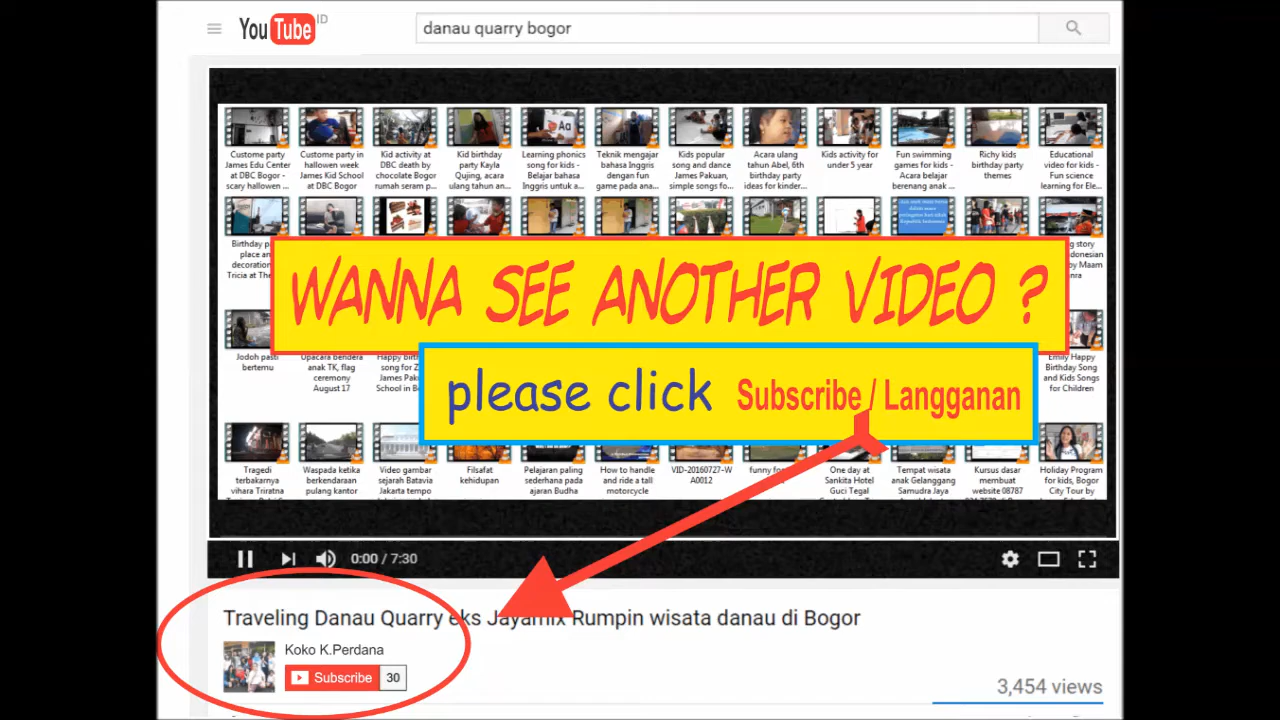 YouTube ID
danau quarry bogor
Custome party James Edu Center at DBC Bogor - scary hallowen ...
Custome party in hallowen week at James Kid School at DBC Bogor
Kid activity at DBC death by chocolate Bogor rumah seram p...
Kid birthday party Kayla Qujing, acara ulang tahun an...
Learning phonics song for kids - Belajar bahasa Inggris untuk a...
Teknik mengajar bahasa Inggris dengan fun game pada ana...
Kids popular song and dance James Pakuan, simple songs fo...
Acara ulang tahun Abel, 6th birthday party ideas for kinder...
Kids activity for under 5 year
Fun swimming games for kids - Acara belajar berenang anak ...
Richy kids birthday party themes
Educational video for kids - Fun science learning for Ele...
WANNA SEE ANOTHER VIDEO ?
please click Subscribe / Langganan
Jodoh pasti bertemu
Upacara bendera anak TK, flag ceremony August 17
Emily Happy Birthday Song and Kids Songs for Children
Tragedi terbakarnya vihara Triratna
Waspada ketika berkendaraan pulang kantor
Video gambar sejarah Batavia Jakarta tempo
Filsafat kehidupan
Pelajaran paling sederhana pada ajaran Budha
How to handle and ride a tall motorcycle
VID-20160727-WA0012
One day at Sankita Hotel Guci Tegal
Tempat wisata anak Gelanggang Samudra Jaya
Kursus dasar membuat website 08787
Holiday Program for kids, Bogor City Tour by
0:00 / 7:30
Traveling Danau Quarry eks Jayamix Rumpin wisata danau di Bogor
Koko K.Perdana
Subscribe 30
3,454 views